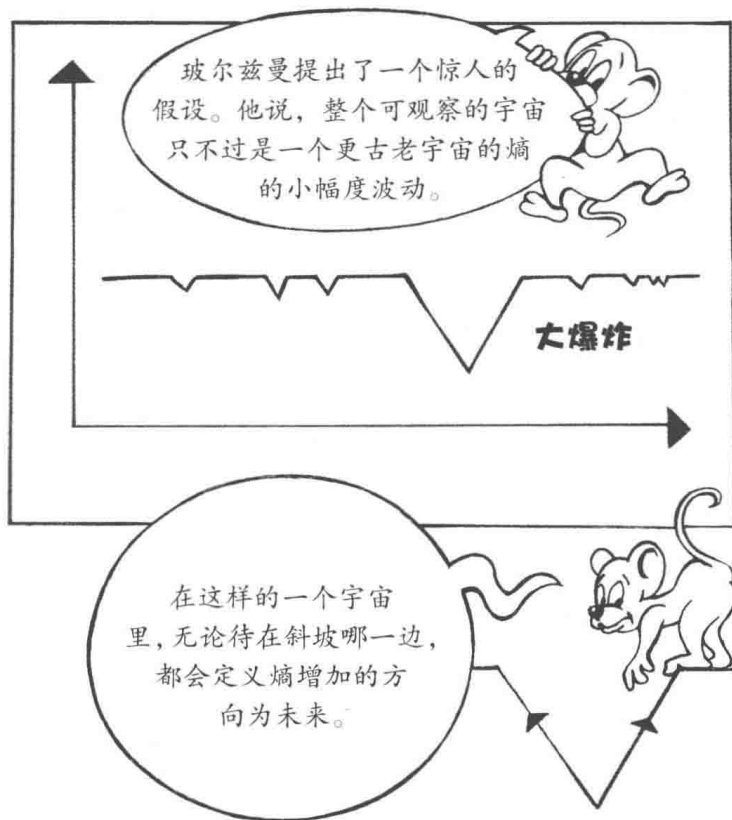 玻尔兹曼提出了一个惊人的
假设。他说，整个可观察的宇宙
只不过是一个更古老宇宙的熵
的小幅度波动。
大爆炸
在这样的一个宇宙
里，无论待在斜坡哪一边，
都会定义熵增加的方
向为未来。